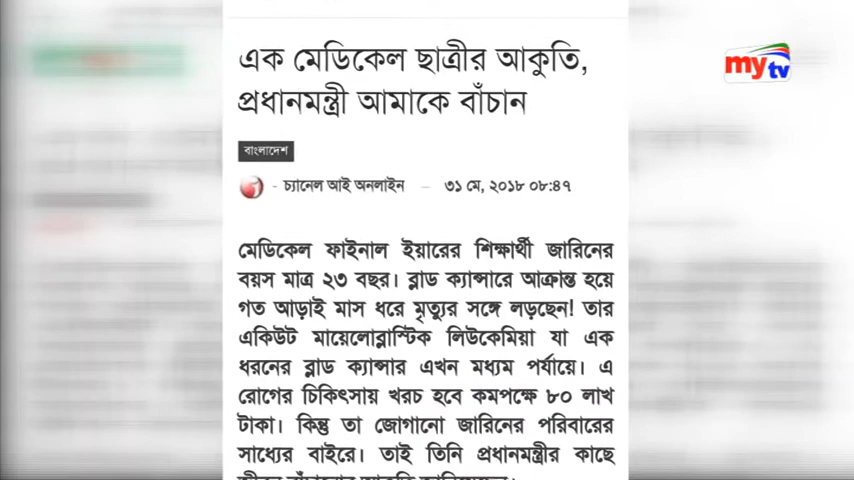 এক মেডিকেল ছাত্রীর আকুতি,
প্রধানমন্ত্রী আমাকে বাঁচান
my tv
বাংলাদেশ
- চ্যানেল আই অনলাইন – ৩১ মে, ২০১৮ ০৮:৪৭
মেডিকেল ফাইনাল ইয়ারের শিক্ষার্থী জারিনের
বয়স মাত্র ২৩ বছর। ব্লাড ক্যান্সারে আক্রান্ত হয়ে
গত আড়াই মাস ধরে মৃত্যুর সঙ্গে লড়ছেন! তার
একিউট মায়েলোব্লাস্টিক লিউকেমিয়া যা এক
ধরনের ব্লাড ক্যান্সার এখন মধ্যম পর্যায়ে। এ
রোগের চিকিৎসায় খরচ হবে কমপক্ষে ৮০ লাখ
টাকা। কিন্তু তা জোগানো জারিনের পরিবারের
সাধ্যের বাইরে। তাই তিনি প্রধানমন্ত্রীর কাছে